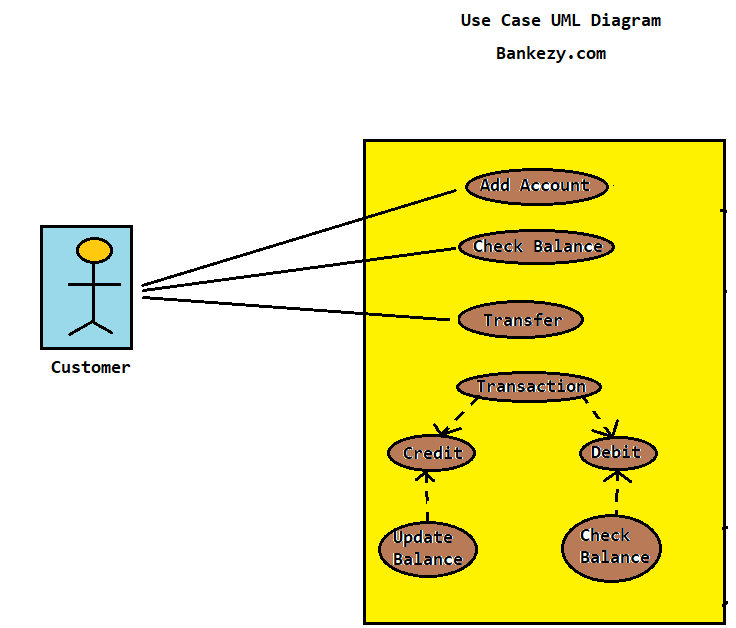 Use Case UML Diagram
Bankezy.com
Add Account
Check Balance
Customer
Transfer
Transaction
Credit
Debit
Update
Balance
Check
Balance